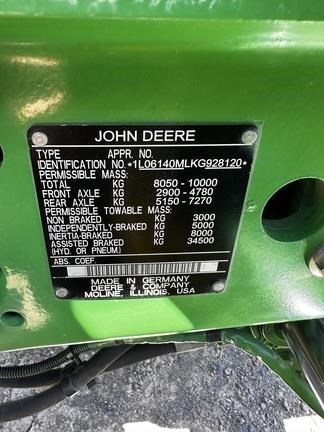 JOHN DEERE
TYPE APPR. NO.
IDENTIFICATION NO. *1L06140MLKG928120*
PERMISSIBLE MASS:
TOTAL KG 8050 - 10000
FRONT AXLE KG 2900 - 4780
REAR AXLE KG 5150 - 7270
PERMISSIBLE TOWABLE MASS:
NON BRAKED KG 3000
INDEPENDENTLY-BRAKED KG 5000
INERTIA-BRAKED KG 8000
ASSISTED BRAKED KG 34500
(HYD. OR PNEUM.)
ABS. COEF.
MADE IN GERMANY
DEERE & COMPANY
MOLINE, ILLINOIS, USA